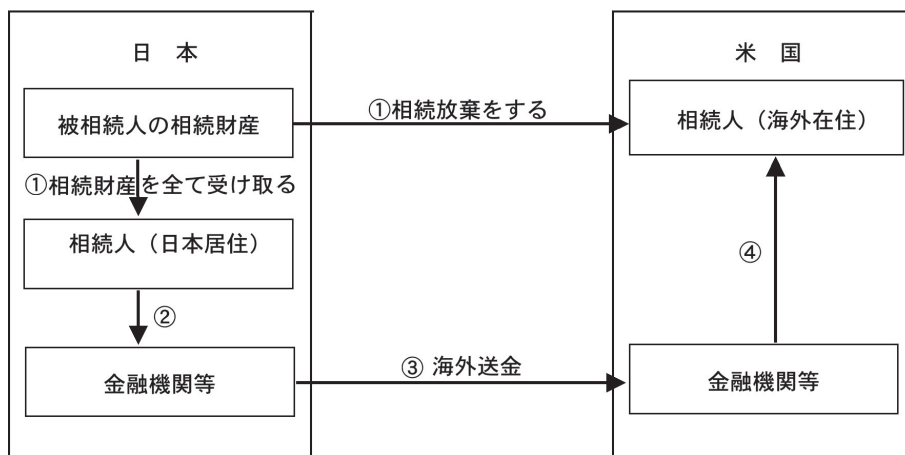 日　本
米　国
被相続人の相続財産
①相続放棄をする
相続人（海外在住）
①相続財産を全て受け取る
相続人（日本居住）
②
④
金融機関等
③ 海外送金
金融機関等